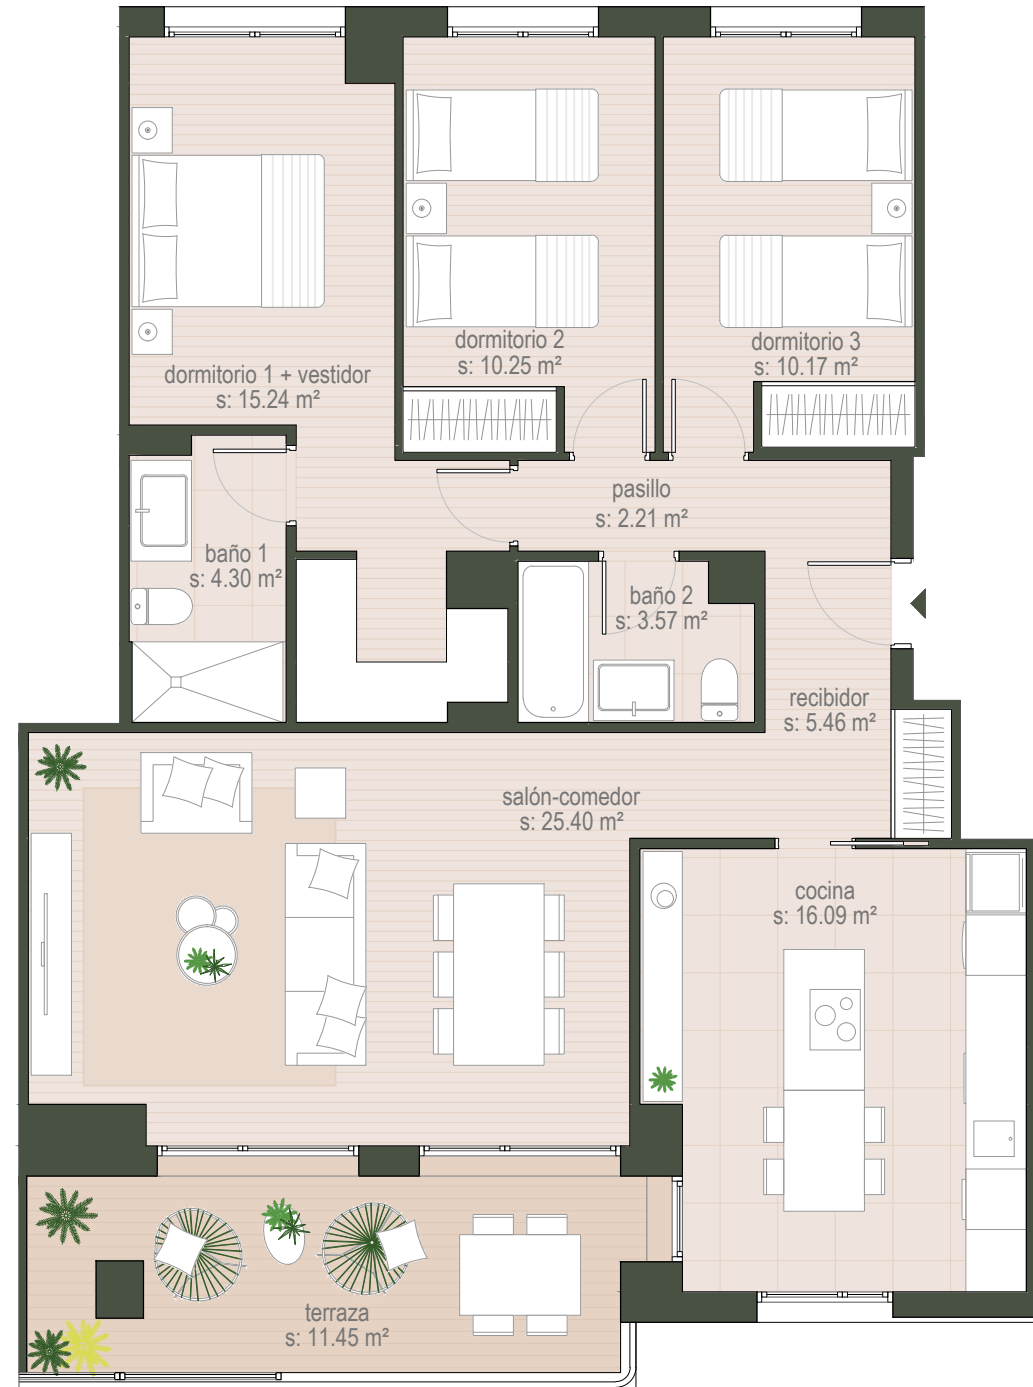 dormitorio 2
s: 10.25 m²
dormitorio 3
s: 10.17 m²
dormitorio 1 + vestidor
s: 15.24 m²
pasillo
s: 2.21 m²
baño 1
s: 4.30 m²
baño 2
s: 3.57 m²
recibidor
s: 5.46 m²
salón-comedor
s: 25.40 m²
cocina
s: 16.09 m²
terraza
s: 11.45 m²